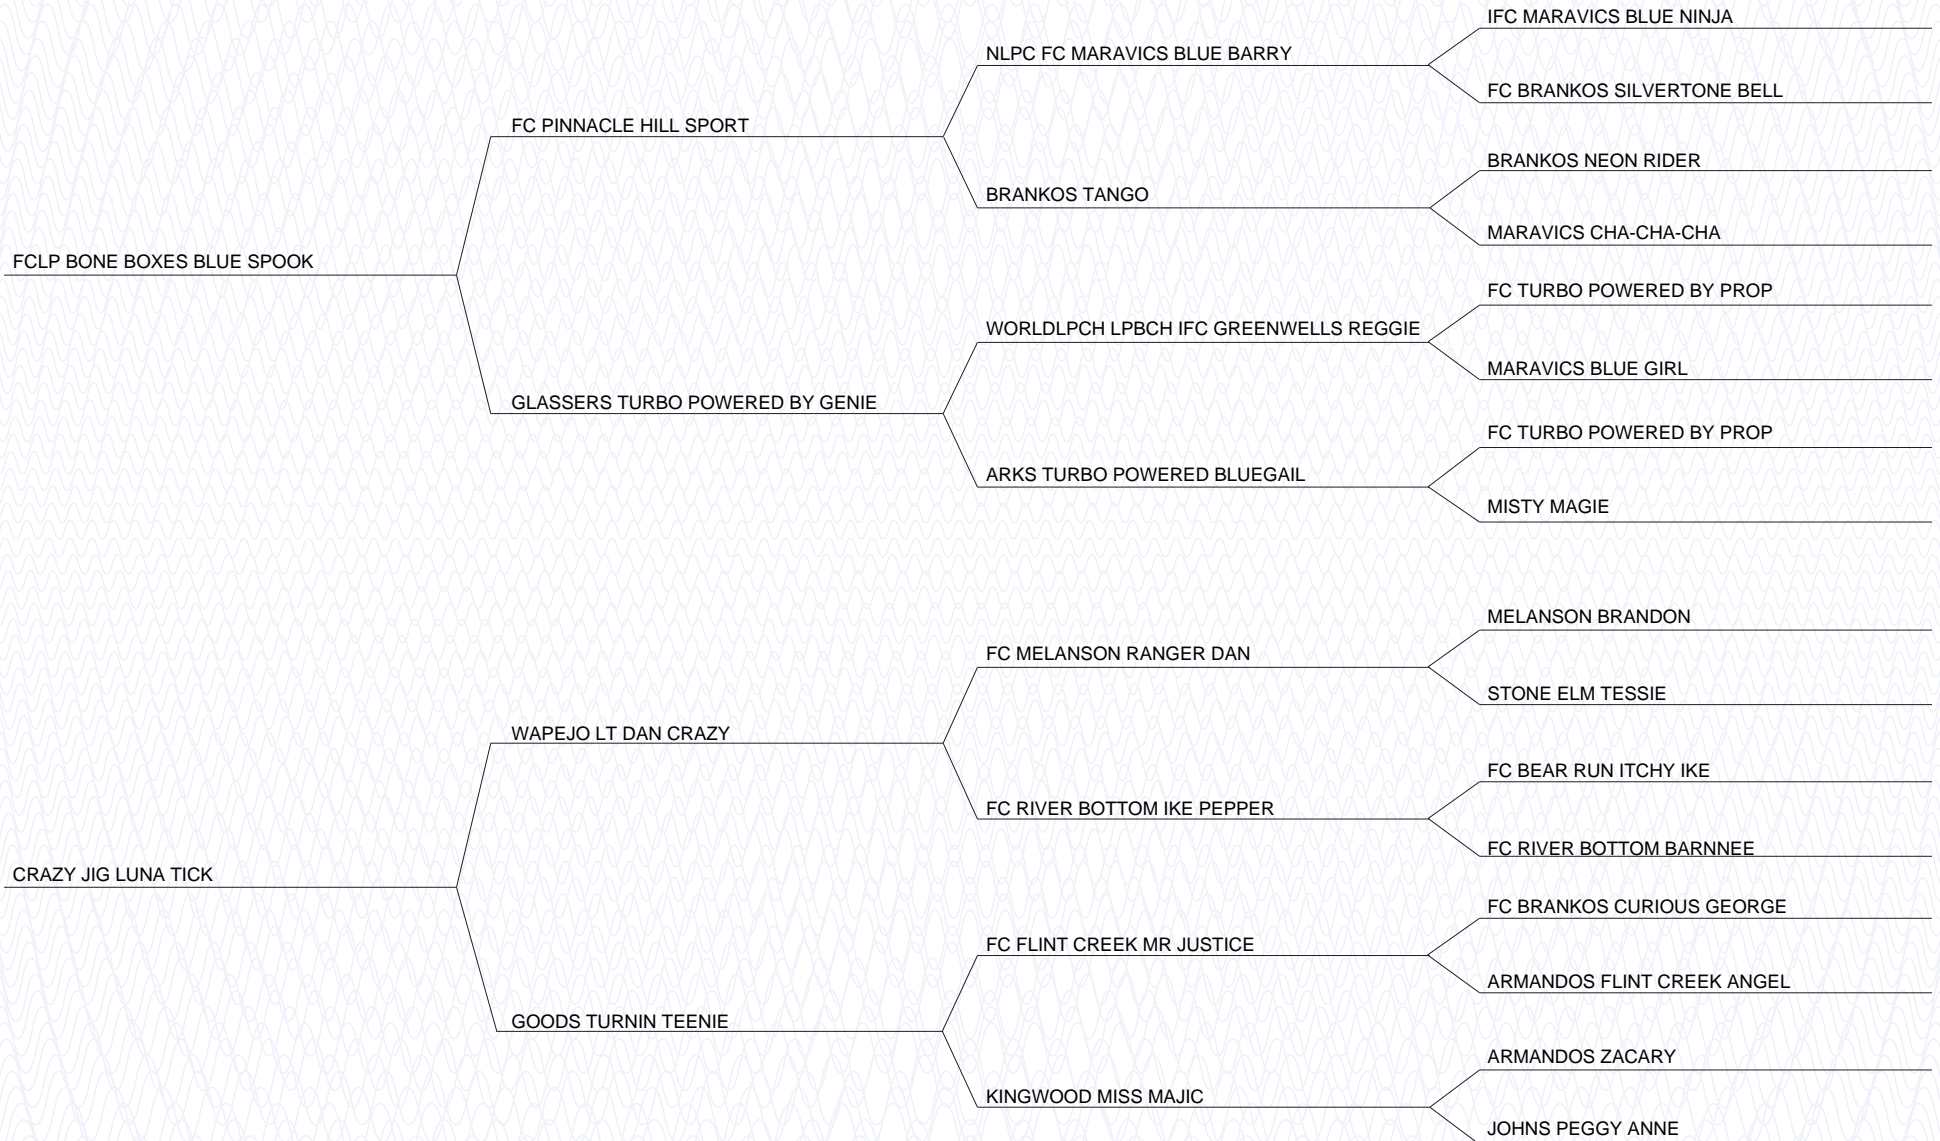 IFC MARAVICS BLUE NINJA
NLPC FC MARAVICS BLUE BARRY
FC BRANKOS SILVERTONE BELL
FC PINNACLE HILL SPORT
BRANKOS NEON RIDER
BRANKOS TANGO
MARAVICS CHA-CHA-CHA
FCLP BONE BOXES BLUE SPOOK
FC TURBO POWERED BY PROP
WORLDLPCH LPBCH IFC GREENWELLS REGGIE
MARAVICS BLUE GIRL
GLASSERS TURBO POWERED BY GENIE
FC TURBO POWERED BY PROP
ARKS TURBO POWERED BLUEGAIL
MISTY MAGIE
MELANSON BRANDON
FC MELANSON RANGER DAN
STONE ELM TESSIE
WAPEJO LT DAN CRAZY
FC BEAR RUN ITCHY IKE
FC RIVER BOTTOM IKE PEPPER
FC RIVER BOTTOM BARNNEE
CRAZY JIG LUNA TICK
FC BRANKOS CURIOUS GEORGE
FC FLINT CREEK MR JUSTICE
ARMANDOS FLINT CREEK ANGEL
GOODS TURNIN TEENIE
ARMANDOS ZACARY
KINGWOOD MISS MAJIC
JOHNS PEGGY ANNE